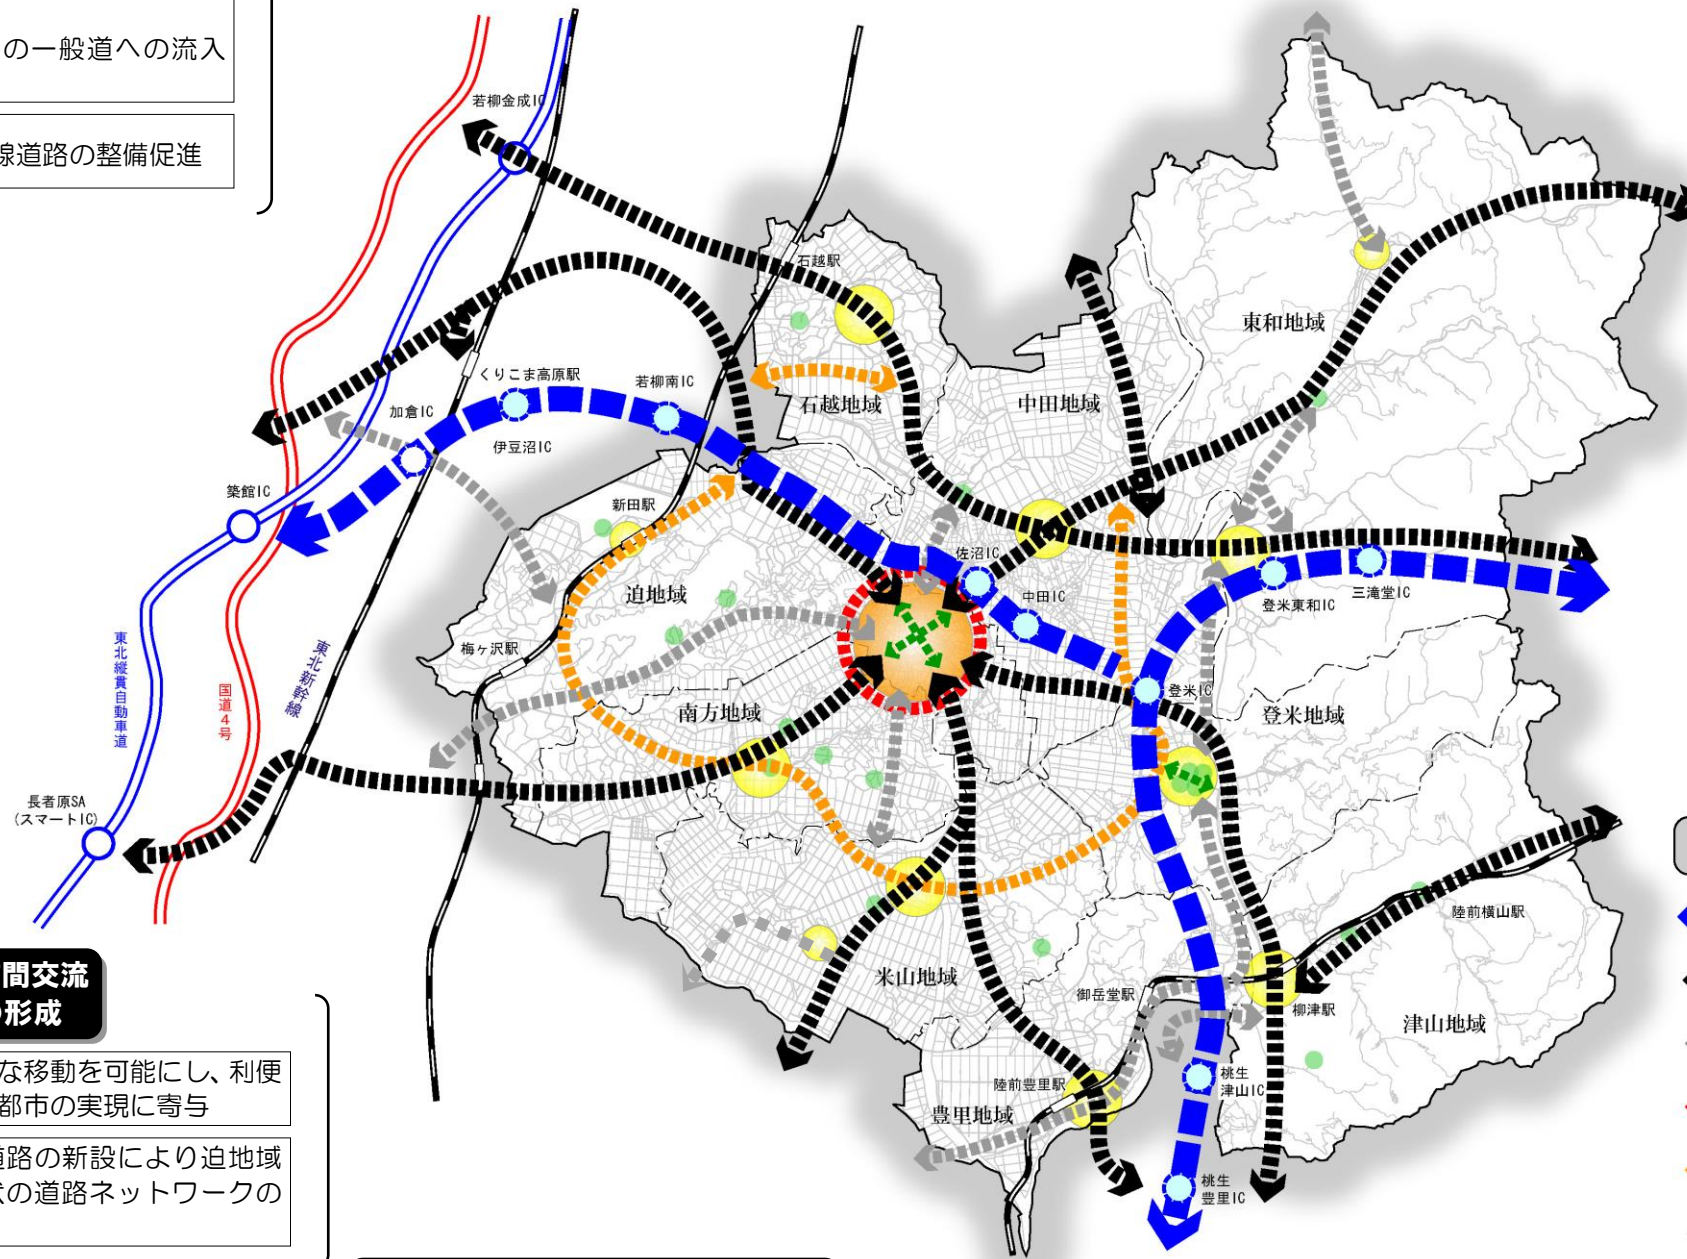 の一般道への流入
線道路の整備促進
若柳金成IC
石越駅
東和地域
くりこま高原駅
若柳南IC
石越地域
中田地域
加倉IC
伊豆沼IC
築館IC
新田駅
佐沼IC
迫地域
中田IC
登米東和IC
三滝堂IC
梅ヶ沢駅
東北縦貫自動車道
国道4号
東北新幹線
登米IC
南方地域
登米地域
長者原SA
(スマートIC)
陸前横山駅
米山地域
御岳堂駅
柳津駅
津山地域
間交流
の形成
な移動を可能にし、利便
都市の実現に寄与
陸前豊里駅
桃生
津山IC
豊里地域
道路の新設により迫地域
状の道路ネットワークの
桃生
豊里IC